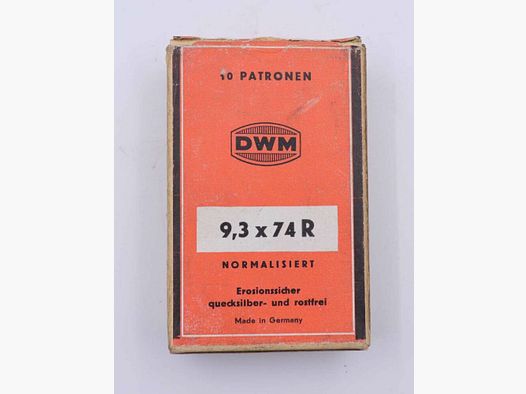 10 PATRONEN
DWM
9,3 x 74 R
NORMALISIERT
Erosionssicher
quecksilber- und rostfrei
Made in Germany